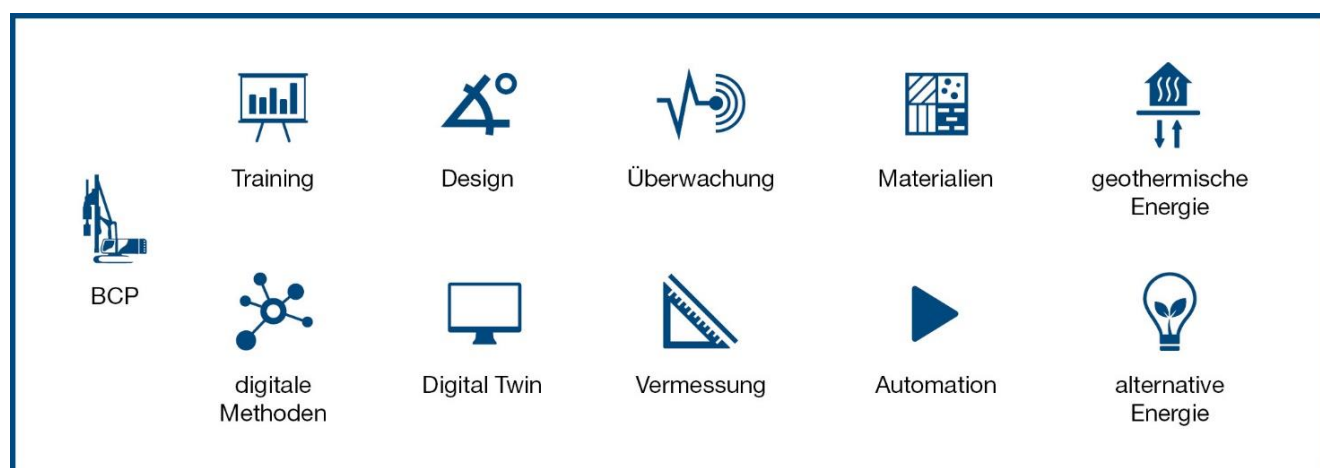 Training
Design
Überwachung
Materialien
geothermische
Energie
BCP
digitale
Methoden
Digital Twin
Vermessung
Automation
alternative
Energie